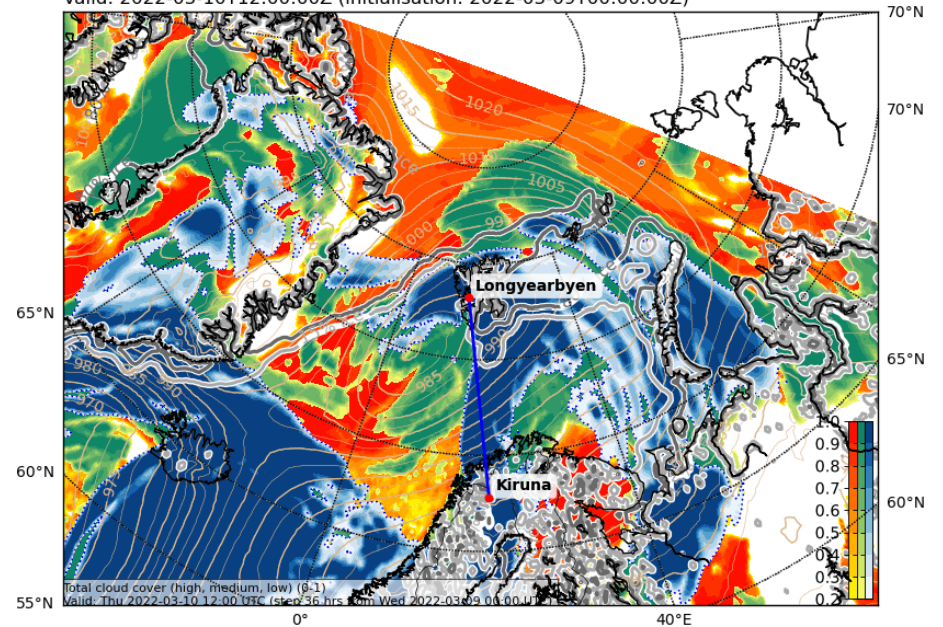 Valid: 2022-03-10T12:00:00Z (initialisation: 2022-03-09T00:00:00Z)
70°N
70°N
1015
1020
1010
1005
1000
Longyearbyen
65°N
65°N
980
985
970
Kiruna
60°N
60°N
1.0
0.9
0.8
0.7
0.6
0.5
0.4
0.3
0.2
Total cloud cover (high, medium, low) (0-1)
Valid: Thu 2022-03-10 12:00 UTC (step 36 hrs from Wed 2022-03-09 00:00 UTC)
55°N
0°
40°E